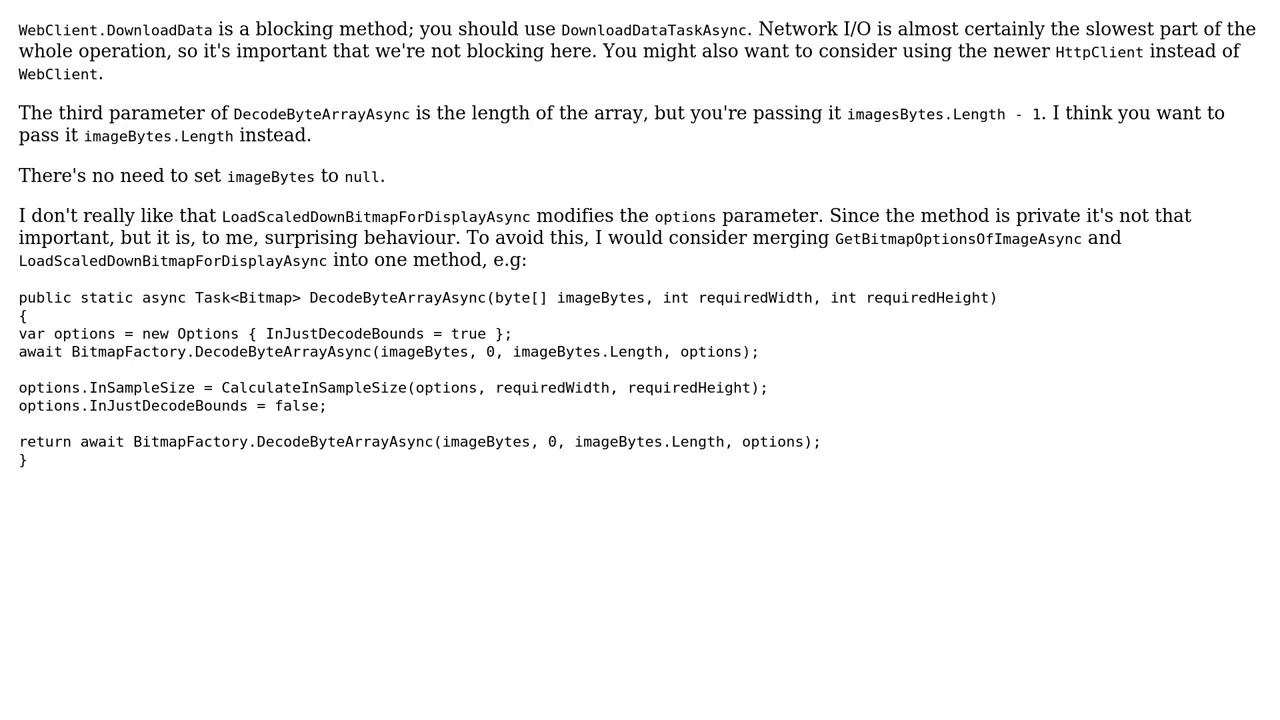 WebClient.DownloadData is a blocking method; you should use DownloadDataTaskAsync. Network I/O is almost certainly the slowest part of the
whole operation, so it's important that we're not blocking here. You might also want to consider using the newer HttpClient instead of
WebClient.
The third parameter of DecodeByteArrayAsync is the length of the array, but you're passing it imagesBytes.Length - 1. I think you want to
pass it imageBytes.Length instead.
There's no need to set imageBytes to null.
I don't really like that LoadScaledDownBitmapForDisplayAsync modifies the options parameter. Since the method is private it's not that
important, but it is, to me, surprising behaviour. To avoid this, I would consider merging GetBitmapOptionsOfImageAsync and
LoadScaledDownBitmapForDisplayAsync into one method, e.g:
public static async Task<Bitmap> DecodeByteArrayAsync(byte[] imageBytes, int requiredWidth, int requiredHeight)
{
var options = new Options { InJustDecodeBounds = true };
await BitmapFactory.DecodeByteArrayAsync(imageBytes, 0, imageBytes.Length, options);
options.InSampleSize = CalculateInSampleSize(options, requiredWidth, requiredHeight);
options.InJustDecodeBounds = false;
return await BitmapFactory.DecodeByteArrayAsync(imageBytes, 0, imageBytes.Length, options);
}